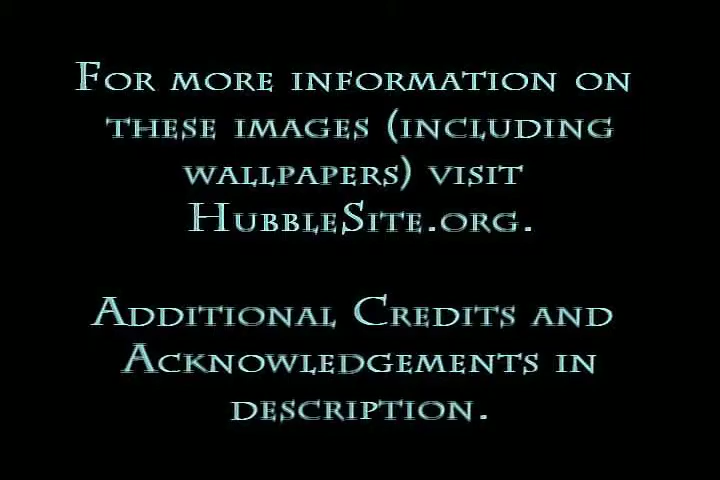 For more information on
these images (including
wallpapers) visit
HubbleSite.org.
Additional Credits and
Acknowledgements in
description.